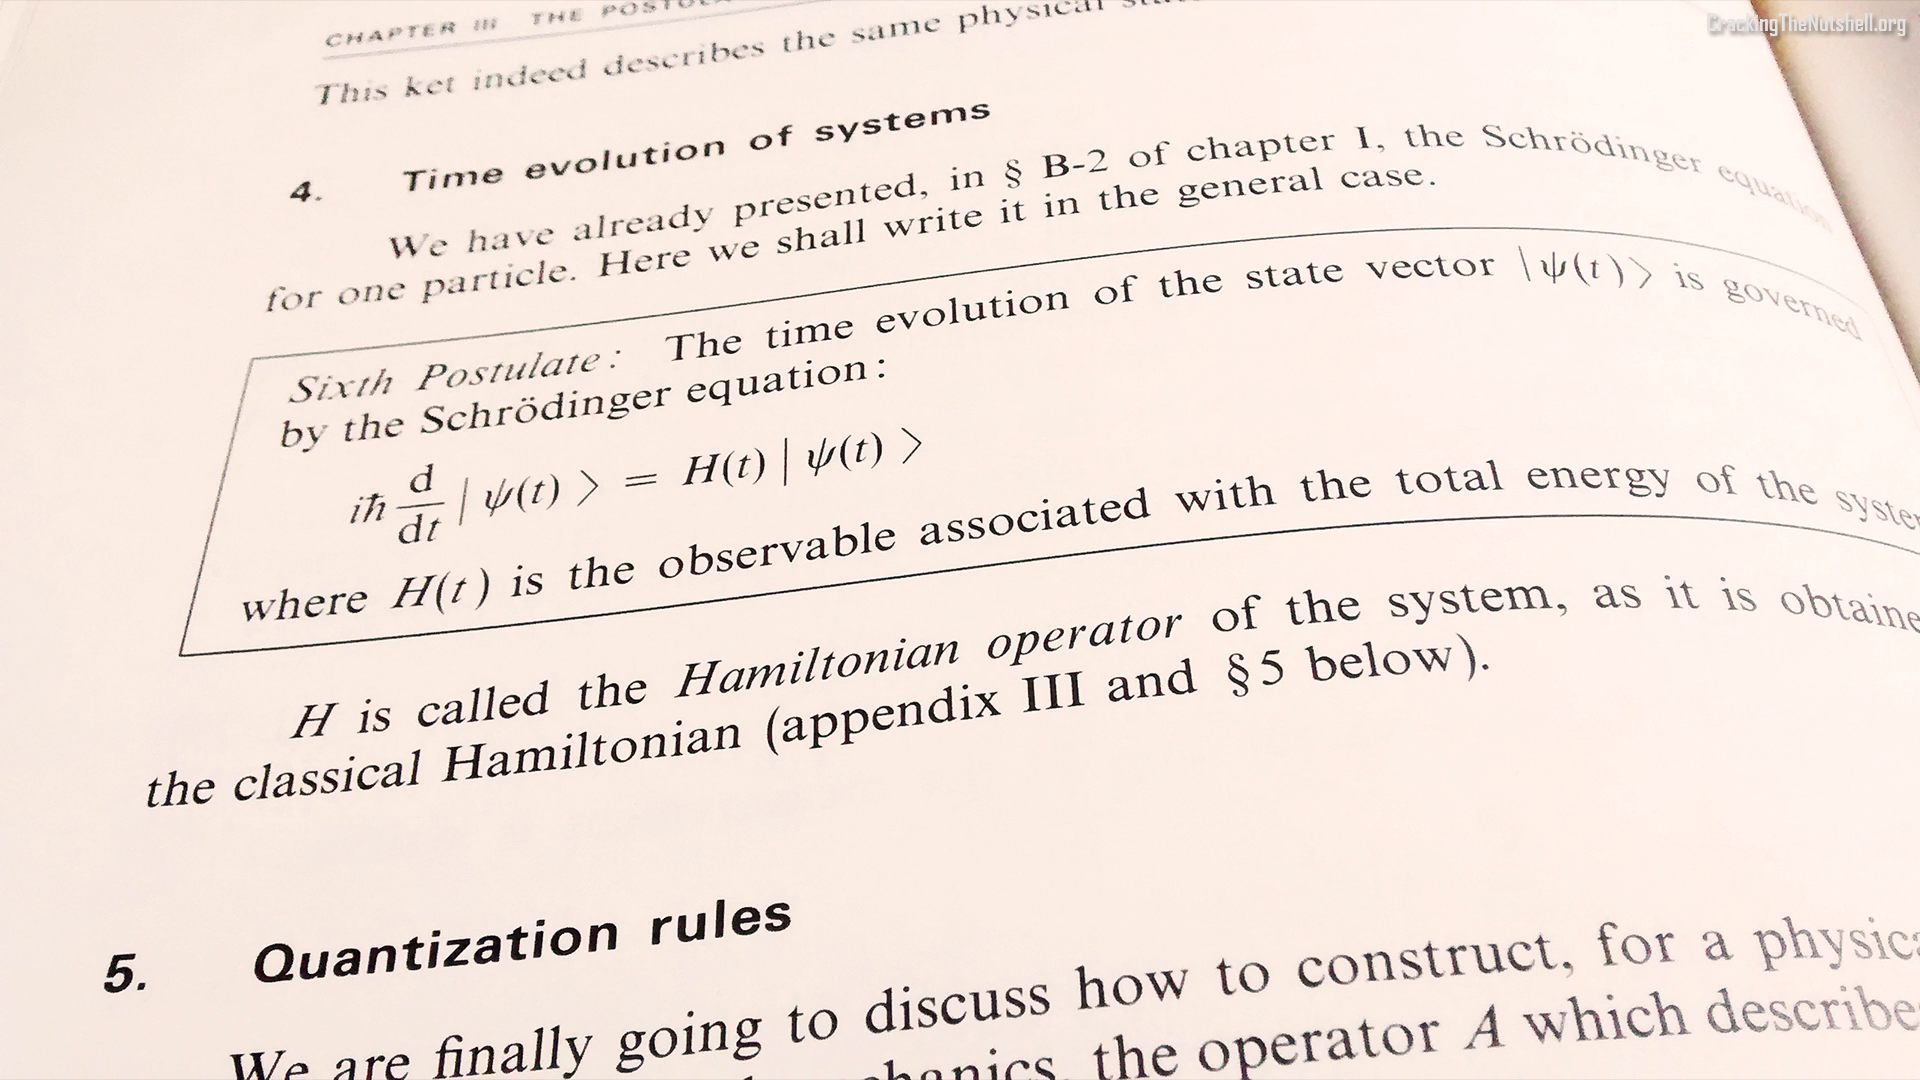 CrackingTheNutshell.org
CHAPTER III THE
This ket indeed describes the same physical
4. Time evolution of systems
We have already presented, in § B-2 of chapter I, the Schrödinger equation
for one particle. Here we shall write it in the general case.
Sixth Postulate: The time evolution of the state vector |ψ(t)⟩ is governed
by the Schrödinger equation:
iħ d/dt |ψ(t)⟩ = H(t) |ψ(t)⟩
where H(t) is the observable associated with the total energy of the
H is called the Hamiltonian operator of the system, as it is
the classical Hamiltonian (appendix III and §5 below).
5. Quantization rules
We are finally going to discuss how to construct, for a
the operator A which